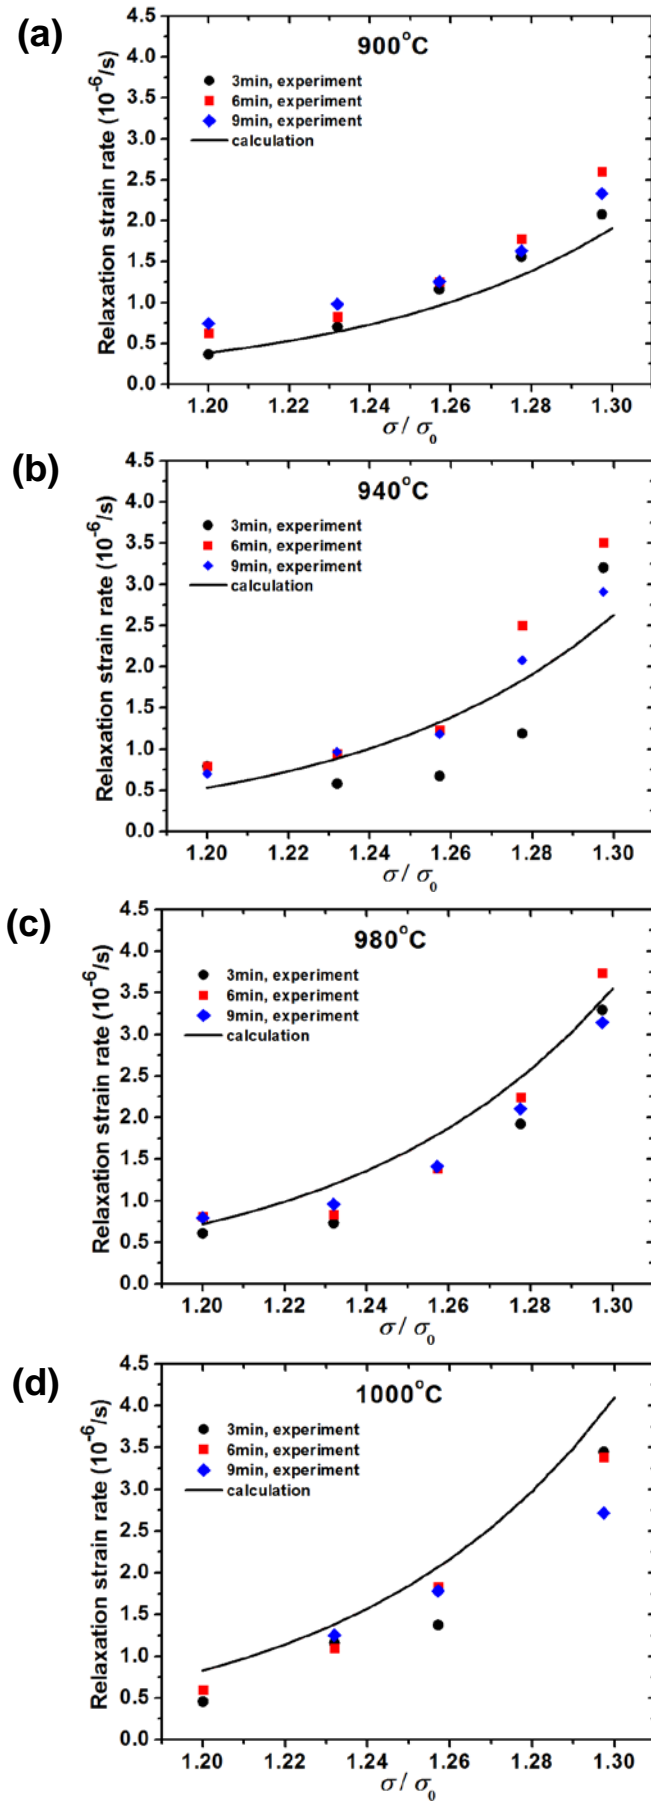 (a)
900°C
3min, experiment
6min, experiment
9min, experiment
calculation
Relaxation strain rate (10⁻⁶/s)
4.5
4.0
3.5
3.0
2.5
2.0
1.5
1.0
0.5
0.0
1.20 1.22 1.24 1.26 1.28 1.30
σ / σ₀
(b)
940°C
3min, experiment
6min, experiment
9min, experiment
calculation
Relaxation strain rate (10⁻⁶/s)
4.5
4.0
3.5
3.0
2.5
2.0
1.5
1.0
0.5
0.0
1.20 1.22 1.24 1.26 1.28 1.30
σ / σ₀
(c)
980°C
3min, experiment
6min, experiment
9min, experiment
calculation
Relaxation strain rate (10⁻⁶/s)
4.5
4.0
3.5
3.0
2.5
2.0
1.5
1.0
0.5
0.0
1.20 1.22 1.24 1.26 1.28 1.30
σ / σ₀
(d)
1000°C
3min, experiment
6min, experiment
9min, experiment
calculation
Relaxation strain rate (10⁻⁶/s)
4.5
4.0
3.5
3.0
2.5
2.0
1.5
1.0
0.5
0.0
1.20 1.22 1.24 1.26 1.28 1.30
σ / σ₀